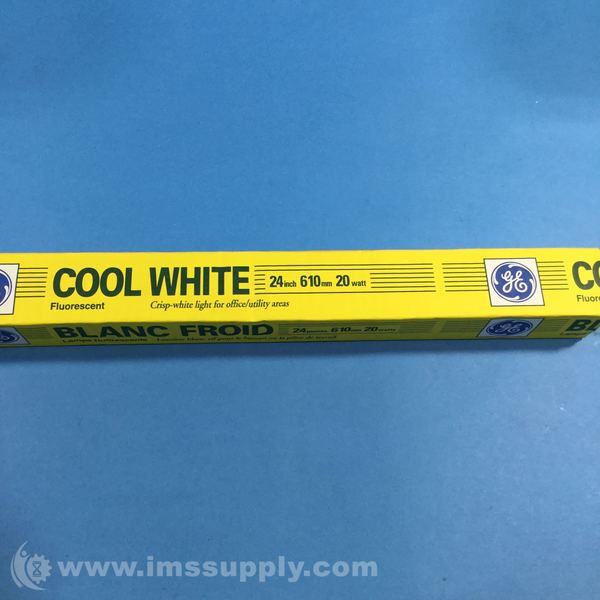 COOL WHITE 24inch 610mm 20 watt
Fluorescent Crisp-white light for office/utility areas
GE
CO
Fluor
BLANC FROID 24pouces 610mm 20watts
Lampe fluorescente
GE
BL
www.imssupply.com